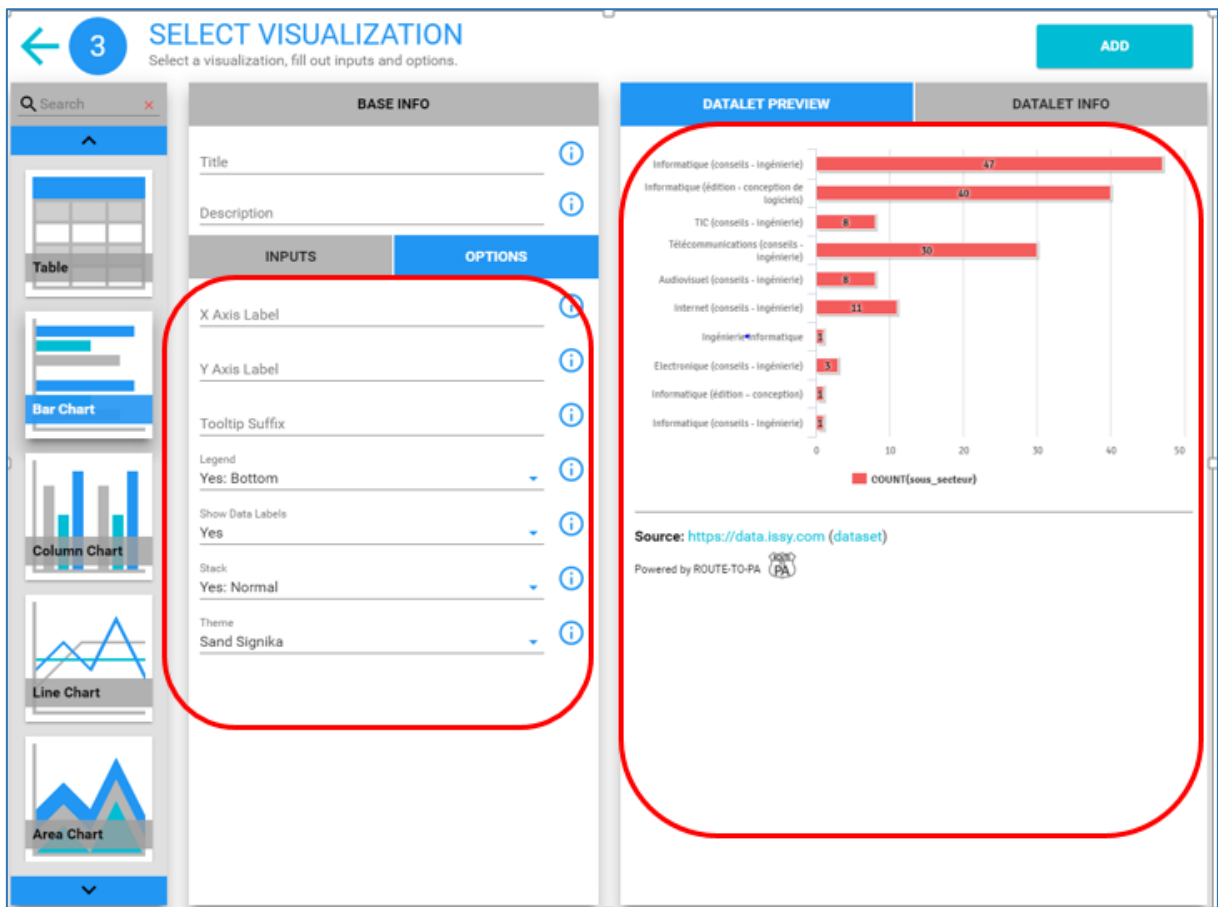 3
SELECT VISUALIZATION
Select a visualization, fill out inputs and options.
ADD
Search
Table
Bar Chart
Column Chart
Line Chart
Area Chart
BASE INFO
Title
Description
INPUTS
OPTIONS
X Axis Label
Y Axis Label
Tooltip Suffix
Legend
Yes: Bottom
Show Data Labels
Yes
Stack
Yes: Normal
Theme
Sand Signika
DATALET PREVIEW
DATALET INFO
Informatique (conseils - ingénierie)
47
Informatique (édition - conception de
logiciels)
40
TIC (conseils - ingénierie)
8
Télécommunications (conseils -
ingénierie)
30
Audiovisuel (conseils - ingénierie)
8
Internet (conseils - ingénierie)
11
Ingénierie informatique
1
Electronique (conseils - ingénierie)
3
Informatique (édition – conception)
1
Informatique (conseils - ingénierie)
1
0 10 20 30 40 50
COUNT(sous_secteur)
Source: https://data.issy.com (dataset)
Powered by ROUTE-TO-PA
ROUTE
PA